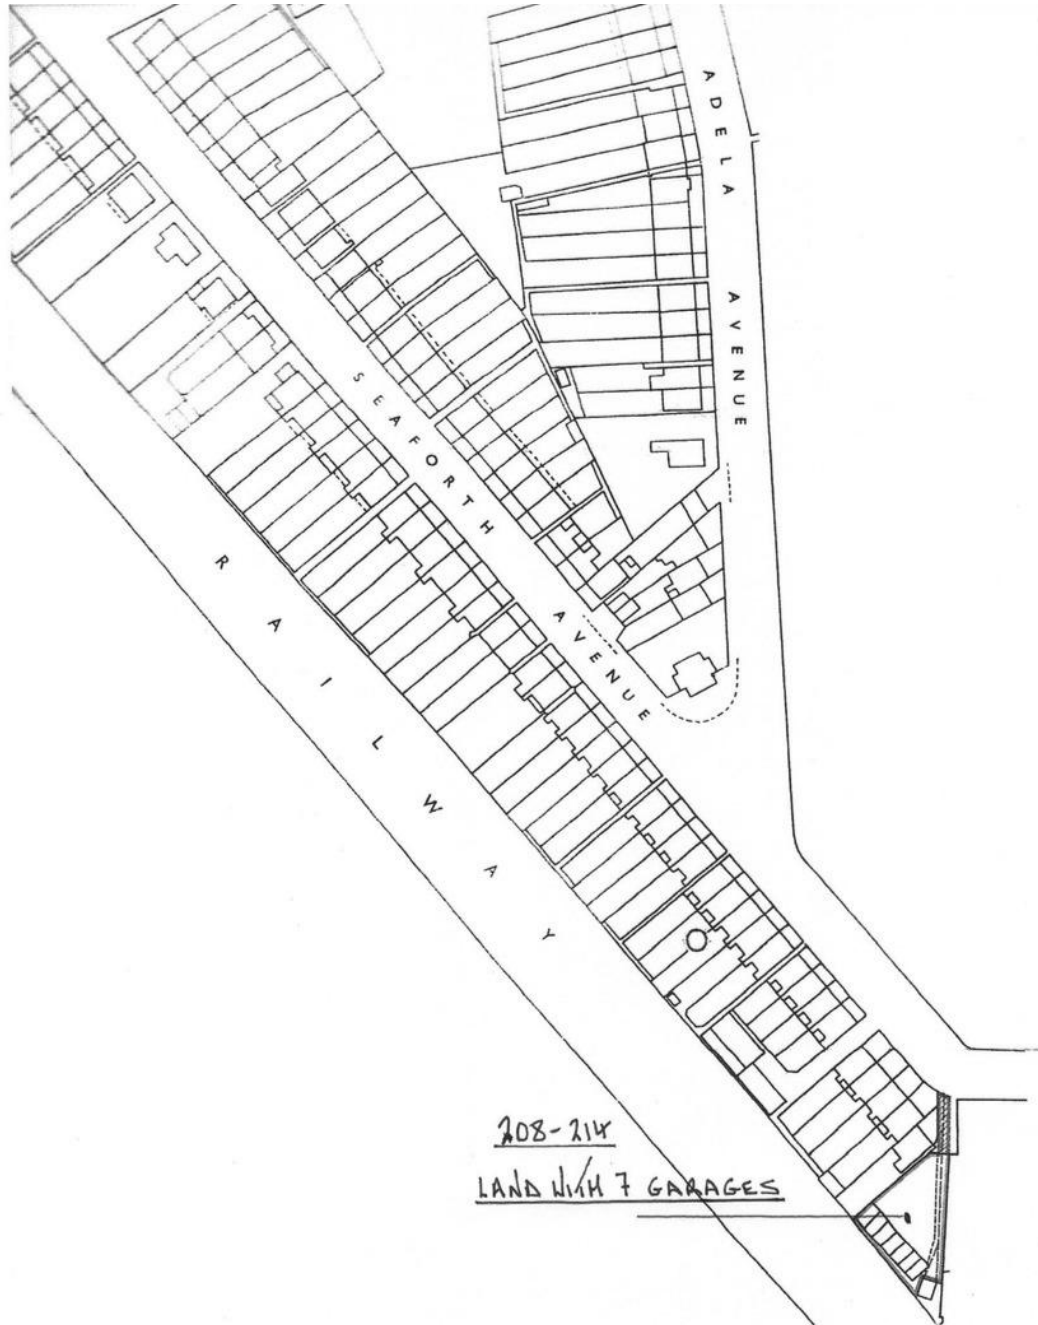 ADELA AVENUE
SEAFORTH AVENUE
RAILWAY
208-214
LAND WITH 7 GARAGES